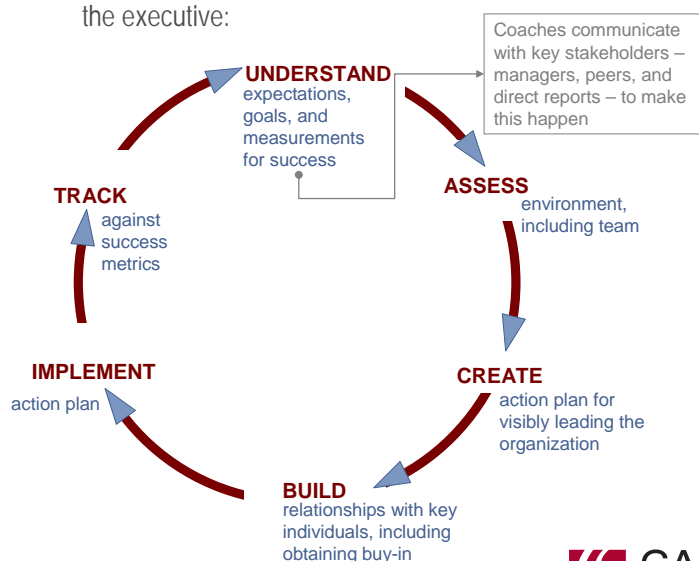 the executive:
UNDERSTAND
expectations,
goals, and
measurements
for success
Coaches communicate
with key stakeholders –
managers, peers, and
direct reports – to make
this happen
ASSESS
environment,
including team
CREATE
action plan for
visibly leading the
organization
BUILD
relationships with key
individuals, including
obtaining buy-in
IMPLEMENT
action plan
TRACK
against
success
metrics